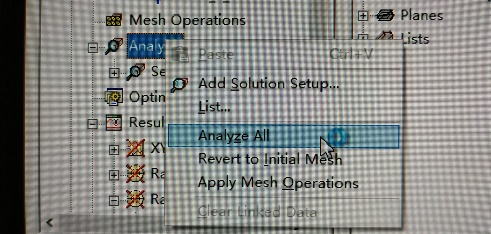 Mesh Operations
Planes
Analy
Lists
Paste Ctrl+V
Se
Add Solution Setup...
Optin
List...
Resul
Analyze All
XY
Revert to Initial Mesh
Ra
Apply Mesh Operations
Ra
Clear Linked Data